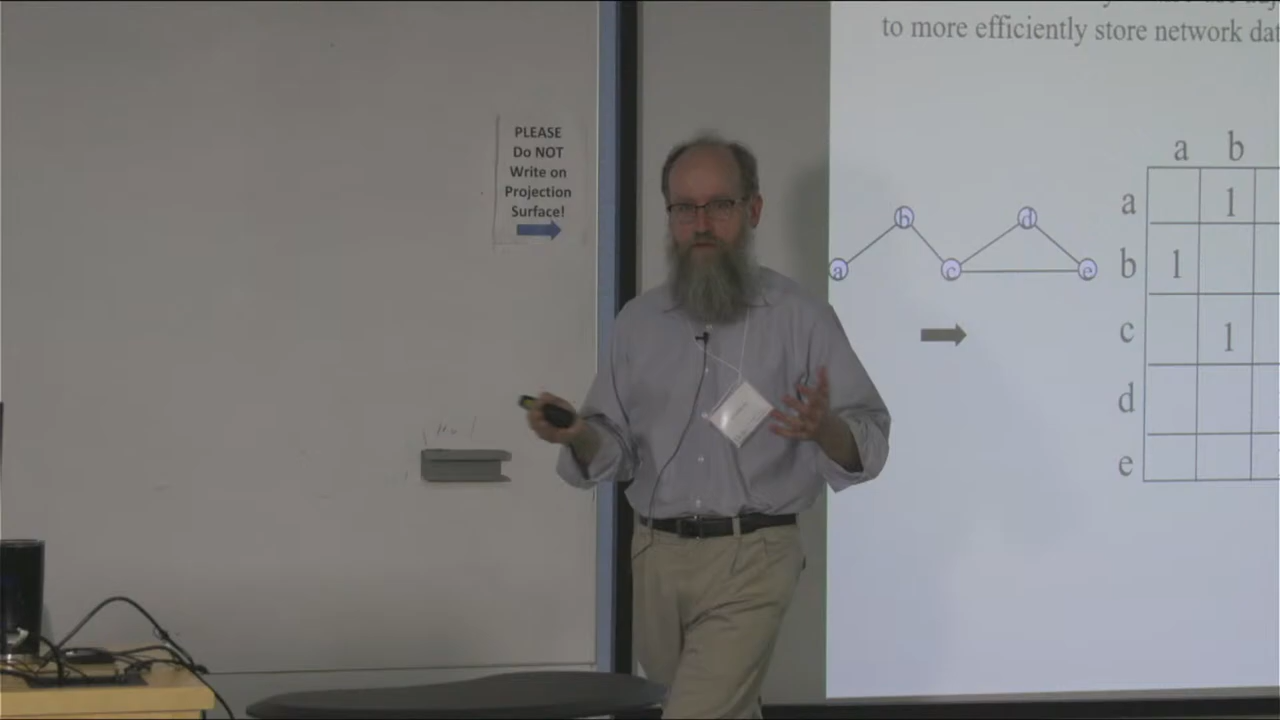 PLEASE
Do NOT
Write on
Projection
Surface!
to more efficiently store network dat
a b
a 1
b 1
c 1
d
e
b d
a c e